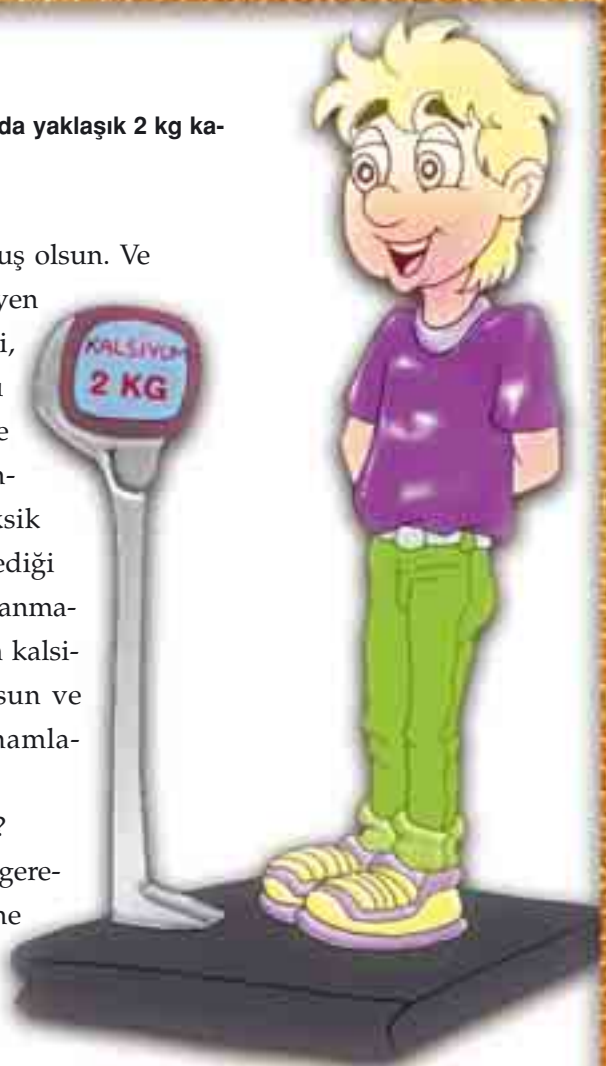 da yaklaşık 2 kg ka-
uş olsun. Ve
yen
i,
KALSİYUM
2 KG
e
n-
ksik
ediği
anma-
n kalsi-
sun ve
namla-
?
gere-
ne